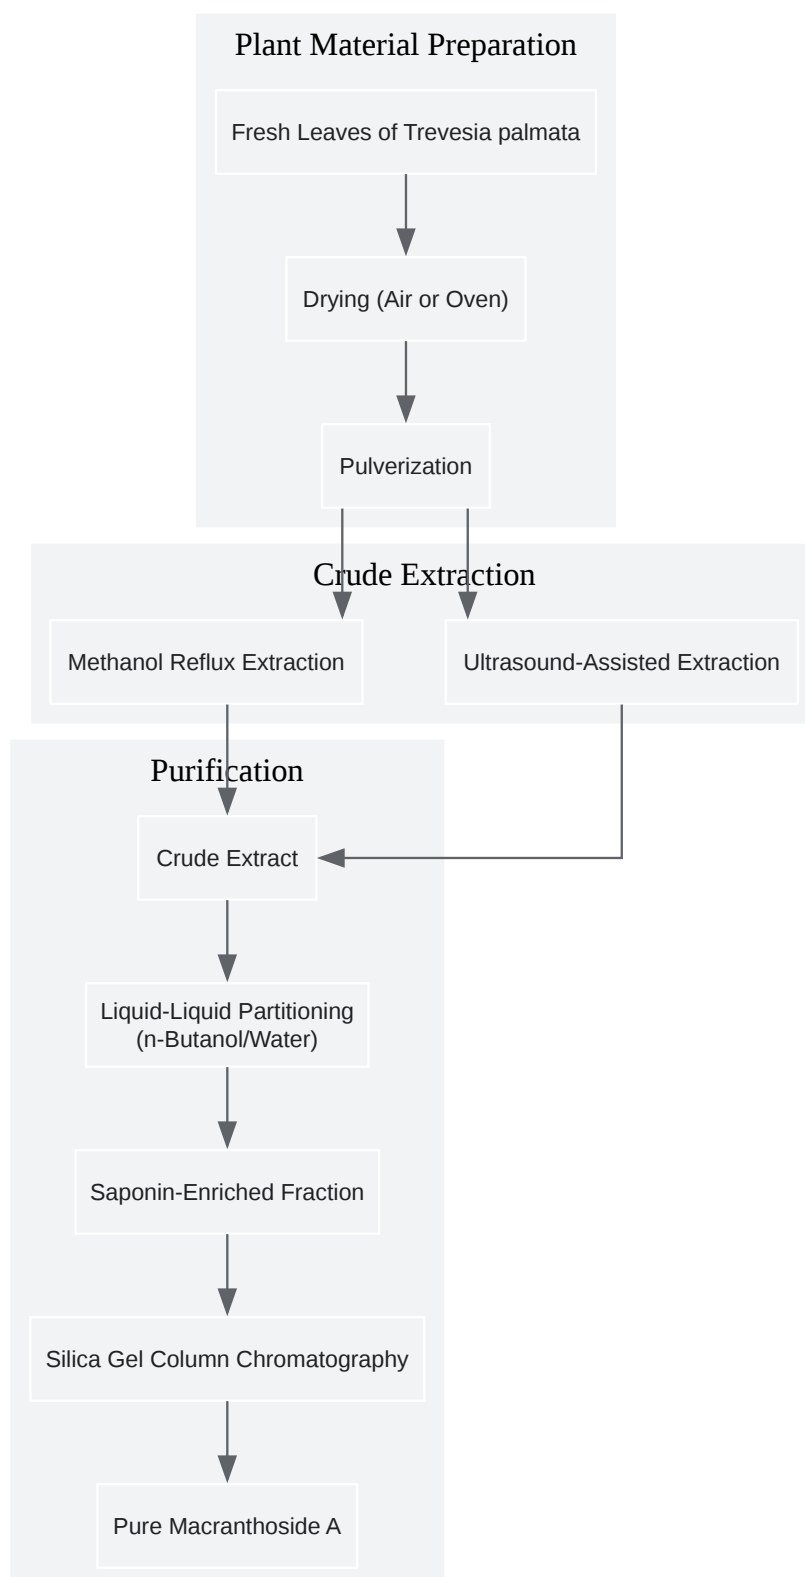 Plant Material Preparation
Fresh Leaves of Trevesia palmata
Drying (Air or Oven)
Pulverization
Crude Extraction
Methanol Reflux Extraction
Ultrasound-Assisted Extraction
Purification
Crude Extract
Liquid-Liquid Partitioning
(n-Butanol/Water)
Saponin-Enriched Fraction
Silica Gel Column Chromatography
Pure Macranthoside A